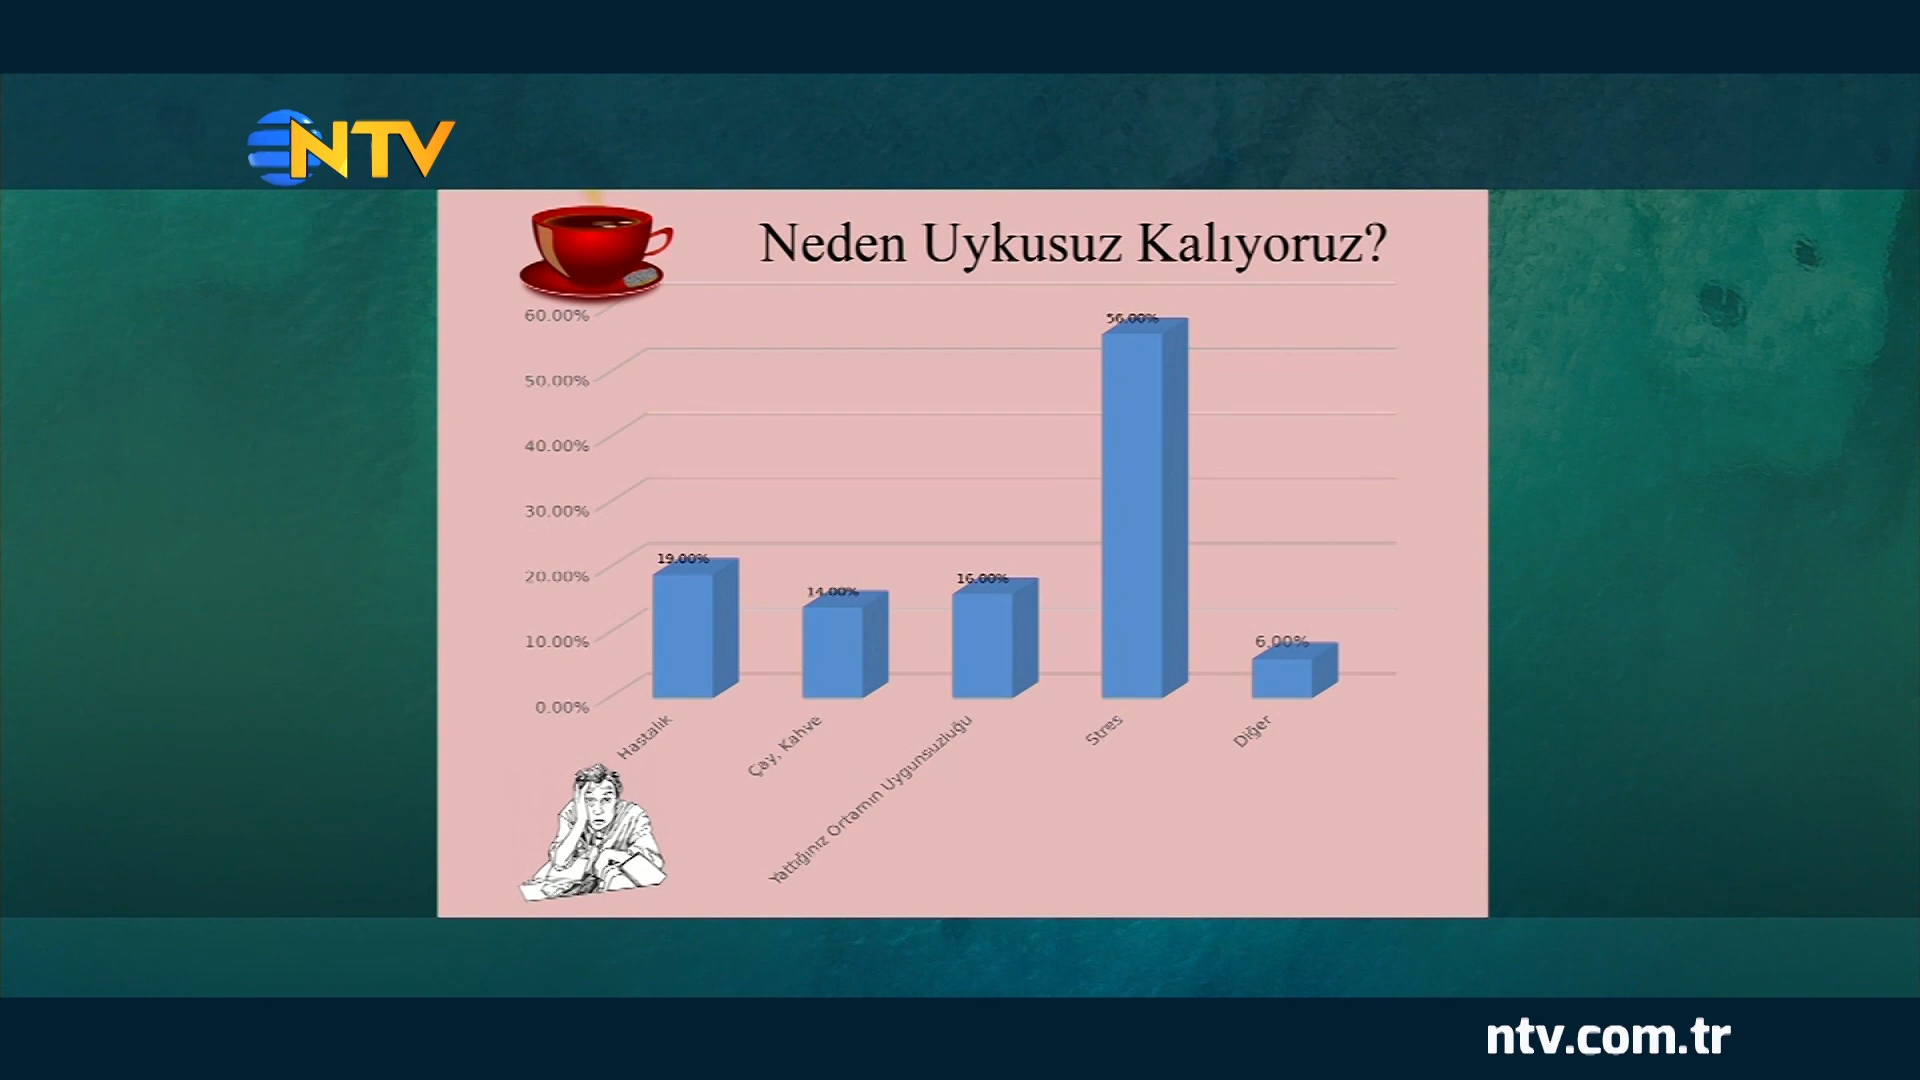 NTV
Neden Uykusuz Kalıyoruz?
60.00%
50.00%
40.00%
30.00%
20.00%
10.00%
0.00%
19.00%
14.00%
16.00%
56.00%
6.00%
Hastalık
Çay, Kahve
Yattığınız Ortamın Uygunsuzluğu
Stres
Diğer
ntv.com.tr